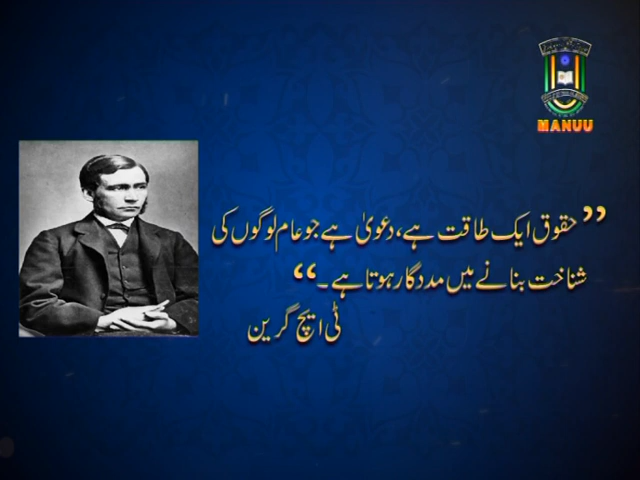 MANUU
”حقوق ایک طاقت ہے، دعویٰ ہے جو عام لوگوں کی
شناخت بنانے میں مددگار ہوتا ہے۔“
ٹی ایچ گرین